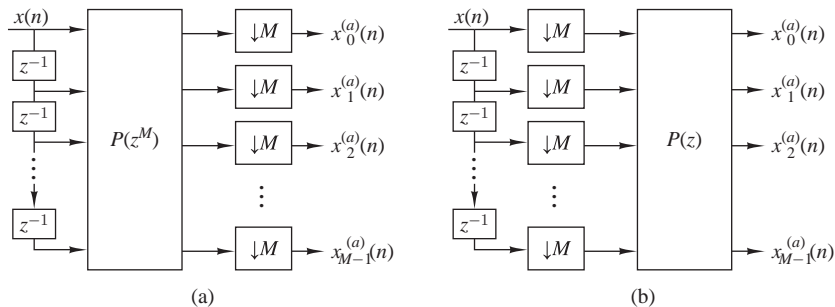 x(n) ↓M x_0^{(a)}(n)
z^{-1}
↓M x_1^{(a)}(n)
z^{-1}
P(z^M) ↓M x_2^{(a)}(n)
z^{-1} ↓M x_{M-1}^{(a)}(n)
(a)
x(n) ↓M x_0^{(a)}(n)
z^{-1}
↓M x_1^{(a)}(n)
z^{-1}
↓M P(z) x_2^{(a)}(n)
z^{-1} ↓M x_{M-1}^{(a)}(n)
(b)